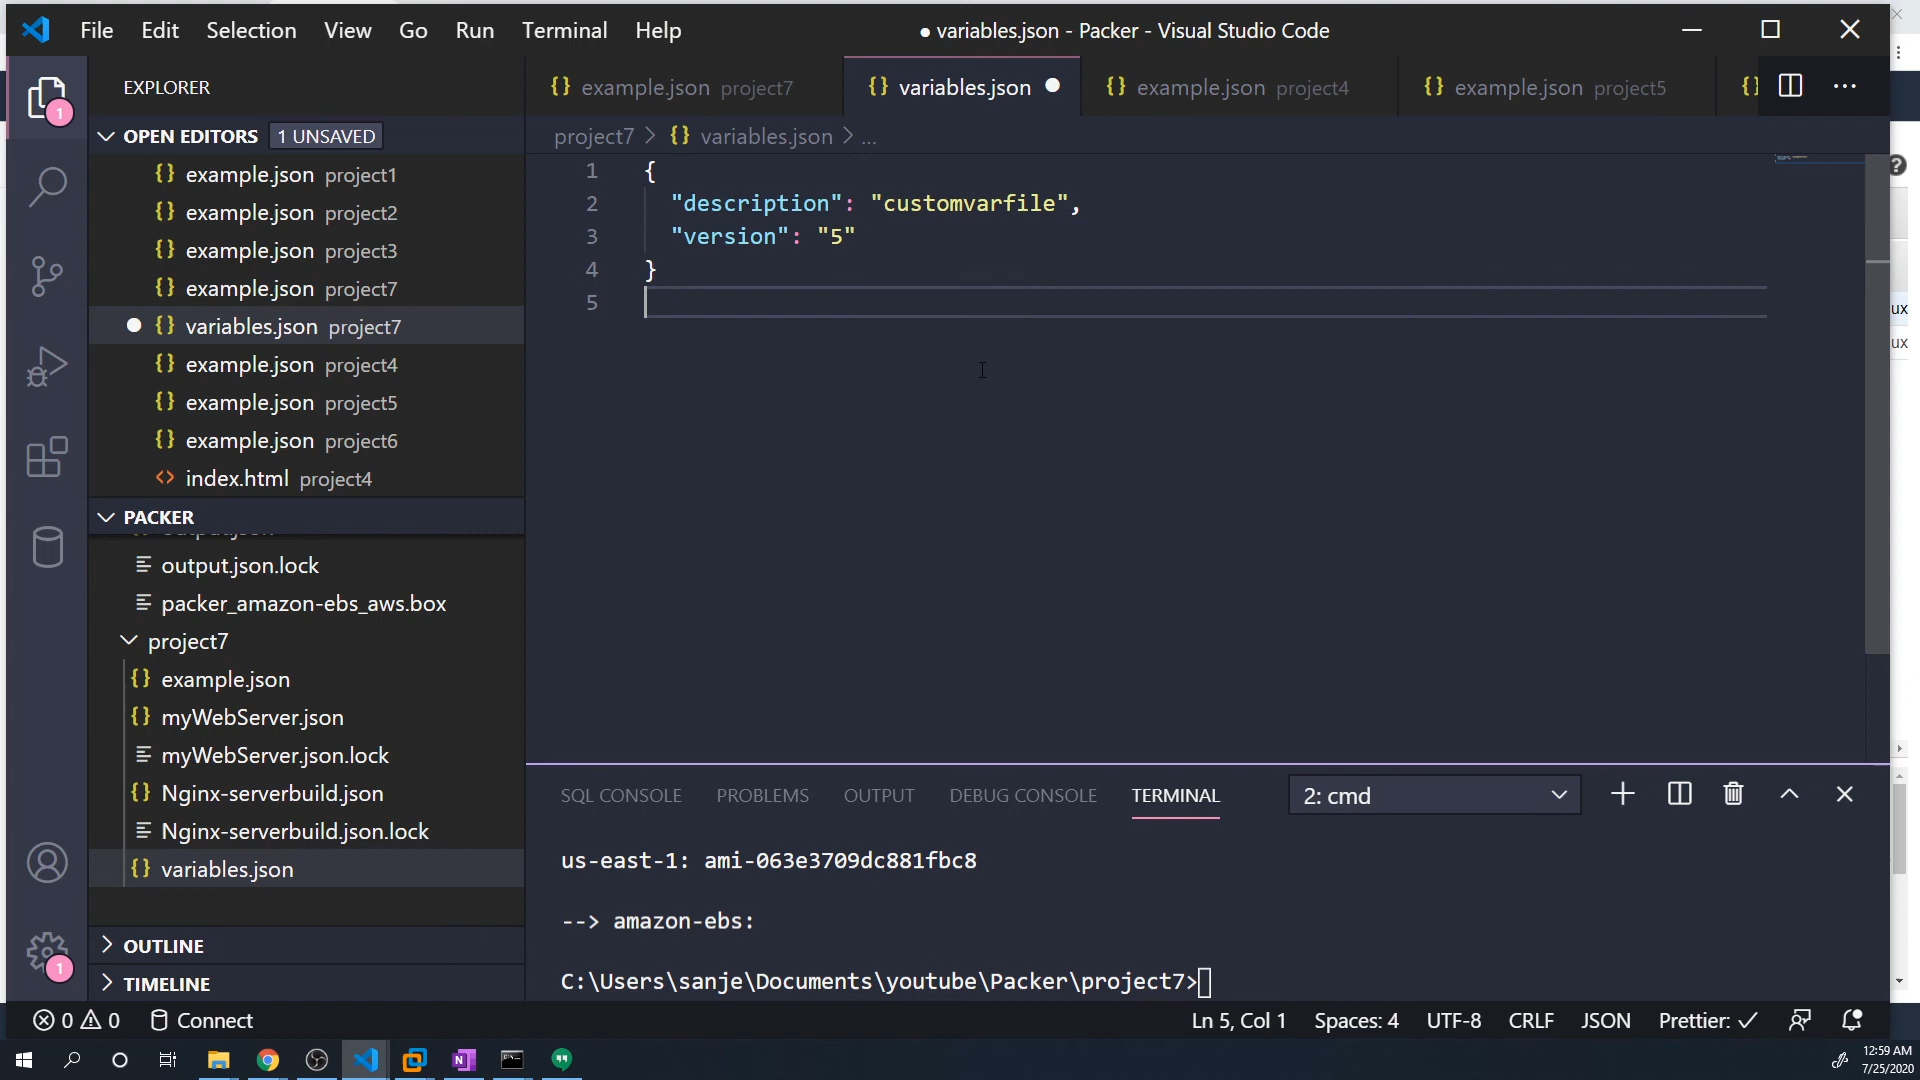 File Edit Selection View Go Run Terminal Help
● variables.json - Packer - Visual Studio Code
EXPLORER
{} example.json project7
{} variables.json ●
{} example.json project4
{} example.json project5
{}
OPEN EDITORS 1 UNSAVED
project7 > {} variables.json > ...
{} example.json project1
{} example.json project2
{} example.json project3
{} example.json project7
● {} variables.json project7
{} example.json project4
{} example.json project5
{} example.json project6
<> index.html project4
1 {
2 "description": "customvarfile",
3 "version": "5"
4 }
5
ux
ux
PACKER
output.json.lock
packer_amazon-ebs_aws.box
project7
{} example.json
{} myWebServer.json
myWebServer.json.lock
{} Nginx-serverbuild.json
Nginx-serverbuild.json.lock
{} variables.json
OUTLINE
TIMELINE
1
1
SQL CONSOLE PROBLEMS OUTPUT DEBUG CONSOLE TERMINAL
2: cmd
us-east-1: ami-063e3709dc881fbc8
--> amazon-ebs:
C:\Users\sanje\Documents\youtube\Packer\project7>
0 0 Connect
Ln 5, Col 1 Spaces: 4 UTF-8 CRLF JSON Prettier: ✓
12:59 AM
7/25/2020